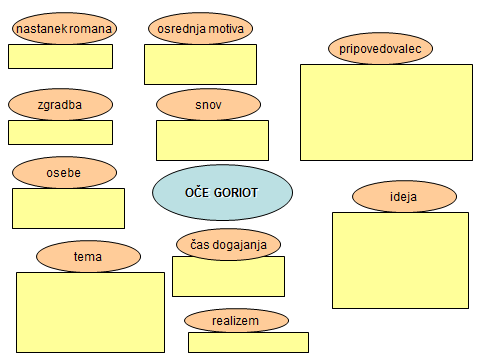 nastanek romana
osrednja motiva
pripovedovalec
zgradba
snov
osebe
OČE GORIOT
ideja
tema
čas dogajanja
realizem